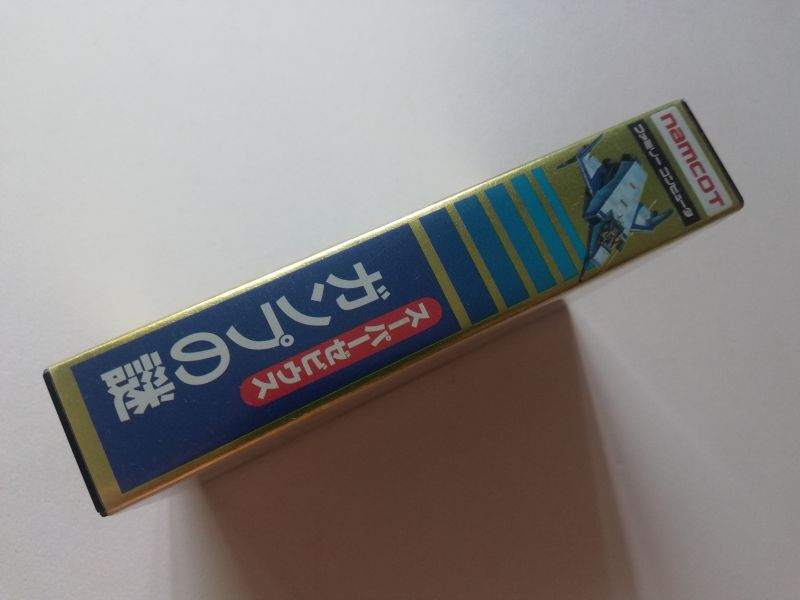 namcot
ファミリーコンピュータ
スーパーゼビウス
ガンプの謎